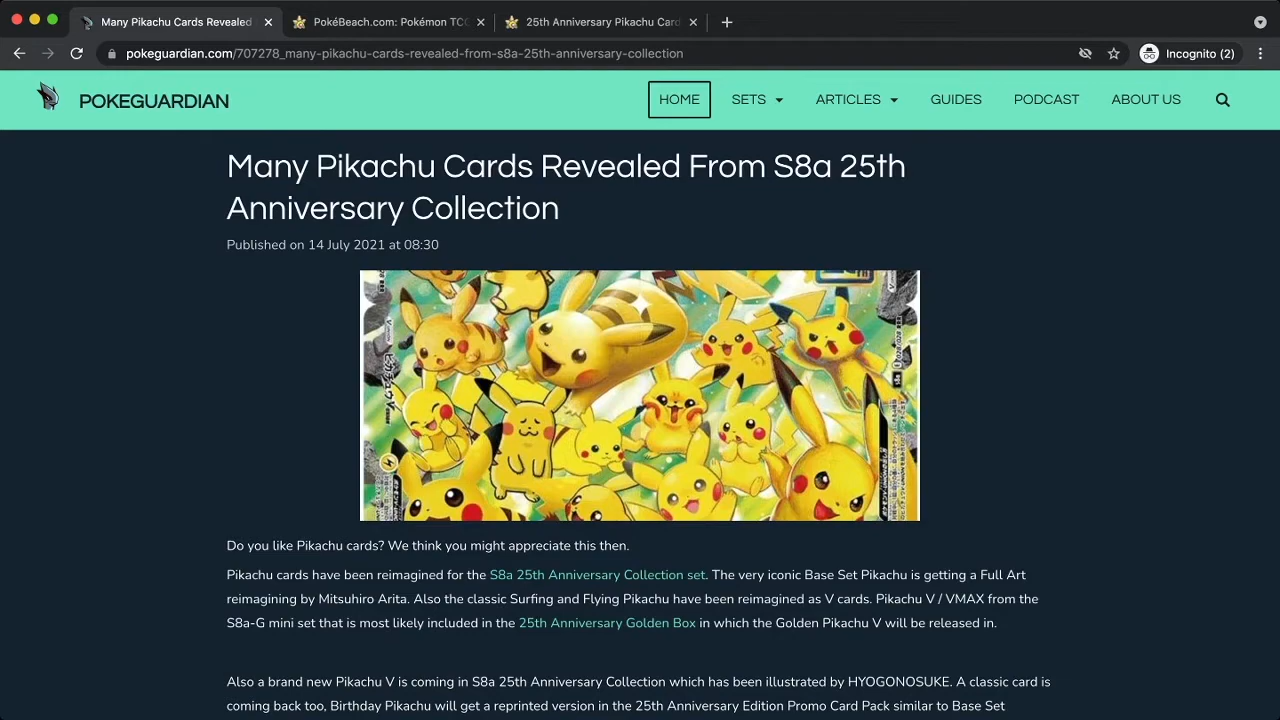 Many Pikachu Cards Revealed
PokéBeach.com: Pokémon TC
25th Anniversary Pikachu Card
pokeguardian.com/707278_many-pikachu-cards-revealed-from-s8a-25th-anniversary-collection
Incognito (2)
POKEGUARDIAN
HOME
SETS
ARTICLES
GUIDES
PODCAST
ABOUT US
Many Pikachu Cards Revealed From S8a 25th
Anniversary Collection
Published on 14 July 2021 at 08:30
Do you like Pikachu cards? We think you might appreciate this then.
Pikachu cards have been reimagined for the S8a 25th Anniversary Collection set. The very iconic Base Set Pikachu is getting a Full Art
reimagining by Mitsuhiro Arita. Also the classic Surfing and Flying Pikachu have been reimagined as V cards. Pikachu V / VMAX from the
S8a-G mini set that is most likely included in the 25th Anniversary Golden Box in which the Golden Pikachu V will be released in.
Also a brand new Pikachu V is coming in S8a 25th Anniversary Collection which has been illustrated by HYOGONOSUKE. A classic card is
coming back too, Birthday Pikachu will get a reprinted version in the 25th Anniversary Edition Promo Card Pack similar to Base Set